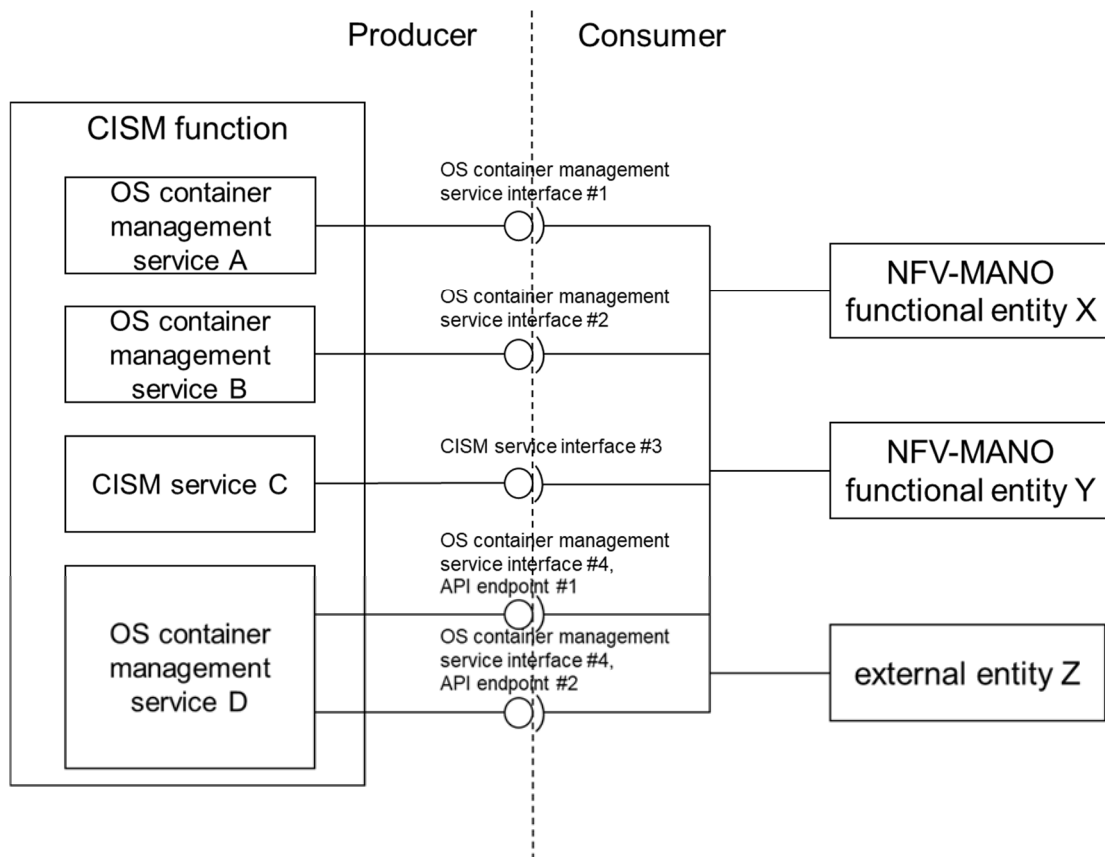 Producer
Consumer
CISM function
OS container
management
service A
OS container management
service interface #1
NFV-MANO
functional entity X
OS container
management
service B
OS container management
service interface #2
CISM service C
CISM service interface #3
NFV-MANO
functional entity Y
OS container
management
service D
OS container management
service interface #4,
API endpoint #1
OS container management
service interface #4,
API endpoint #2
external entity Z